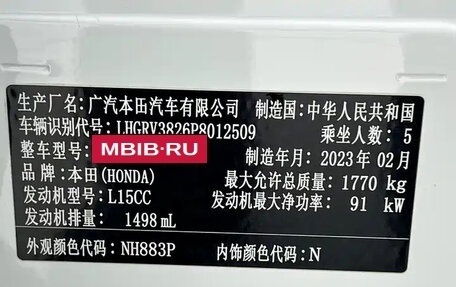 生产厂名:广汽本田汽车有限公司 制造国:中华人民共和国
车辆识别代号:LHGRV3826P8012509 乘坐人数: 5
整车型号: MBIB.RU 制造年月:2023年02月
品 牌:本田(HONDA) 最大允许总质量: 1770 kg
发动机型号:L15CC 发动机最大净功率: 91 kW
发动机排量: 1498 mL
外观颜色代码: NH883P 内饰颜色代码:N